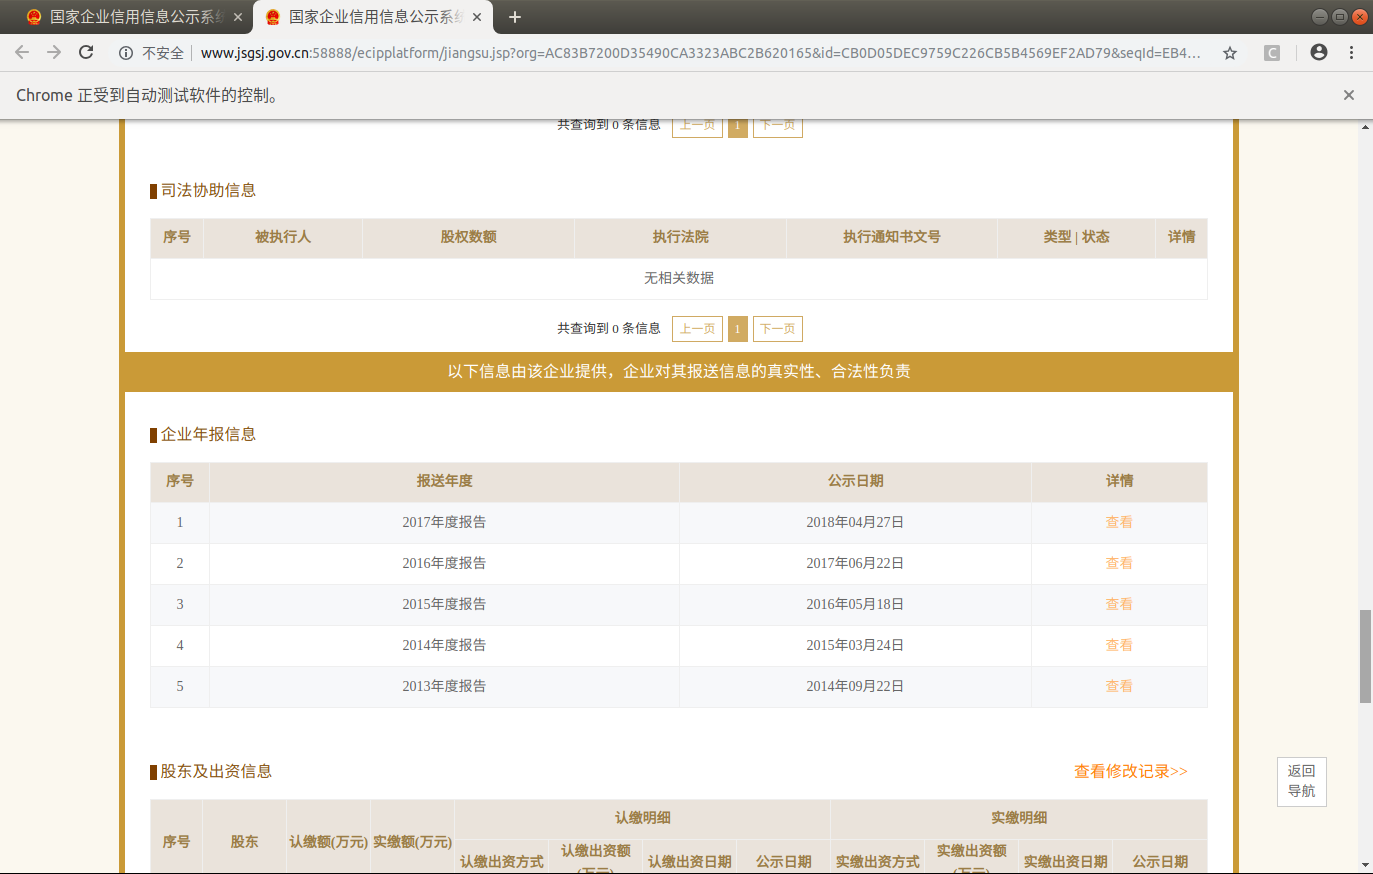 国家企业信用信息公示系统
国家企业信用信息公示系统
不安全 www.jsgsj.gov.cn:58888/ecipplatform/jiangsu.jsp?org=AC83B7200D35490CA3323ABC2B620165&id=CB0D05DEC9759C226CB5B4569EF2AD79&seqId=EB4…
Chrome 正受到自动测试软件的控制。
共查询到 0 条信息 上一页 1 下一页
司法协助信息
序号 被执行人 股权数额 执行法院 执行通知书文号 类型 | 状态 详情
无相关数据
共查询到 0 条信息 上一页 1 下一页
以下信息由该企业提供，企业对其报送信息的真实性、合法性负责
企业年报信息
序号 报送年度 公示日期 详情
1 2017年度报告 2018年04月27日 查看
2 2016年度报告 2017年06月22日 查看
3 2015年度报告 2016年05月18日 查看
4 2014年度报告 2015年03月24日 查看
5 2013年度报告 2014年09月22日 查看
股东及出资信息 查看修改记录>>
返回
导航
认缴明细 实缴明细
序号 股东 认缴额(万元) 实缴额(万元)
认缴出资方式 认缴出资额(万元) 认缴出资日期 公示日期 实缴出资方式 实缴出资额(万元) 实缴出资日期 公示日期